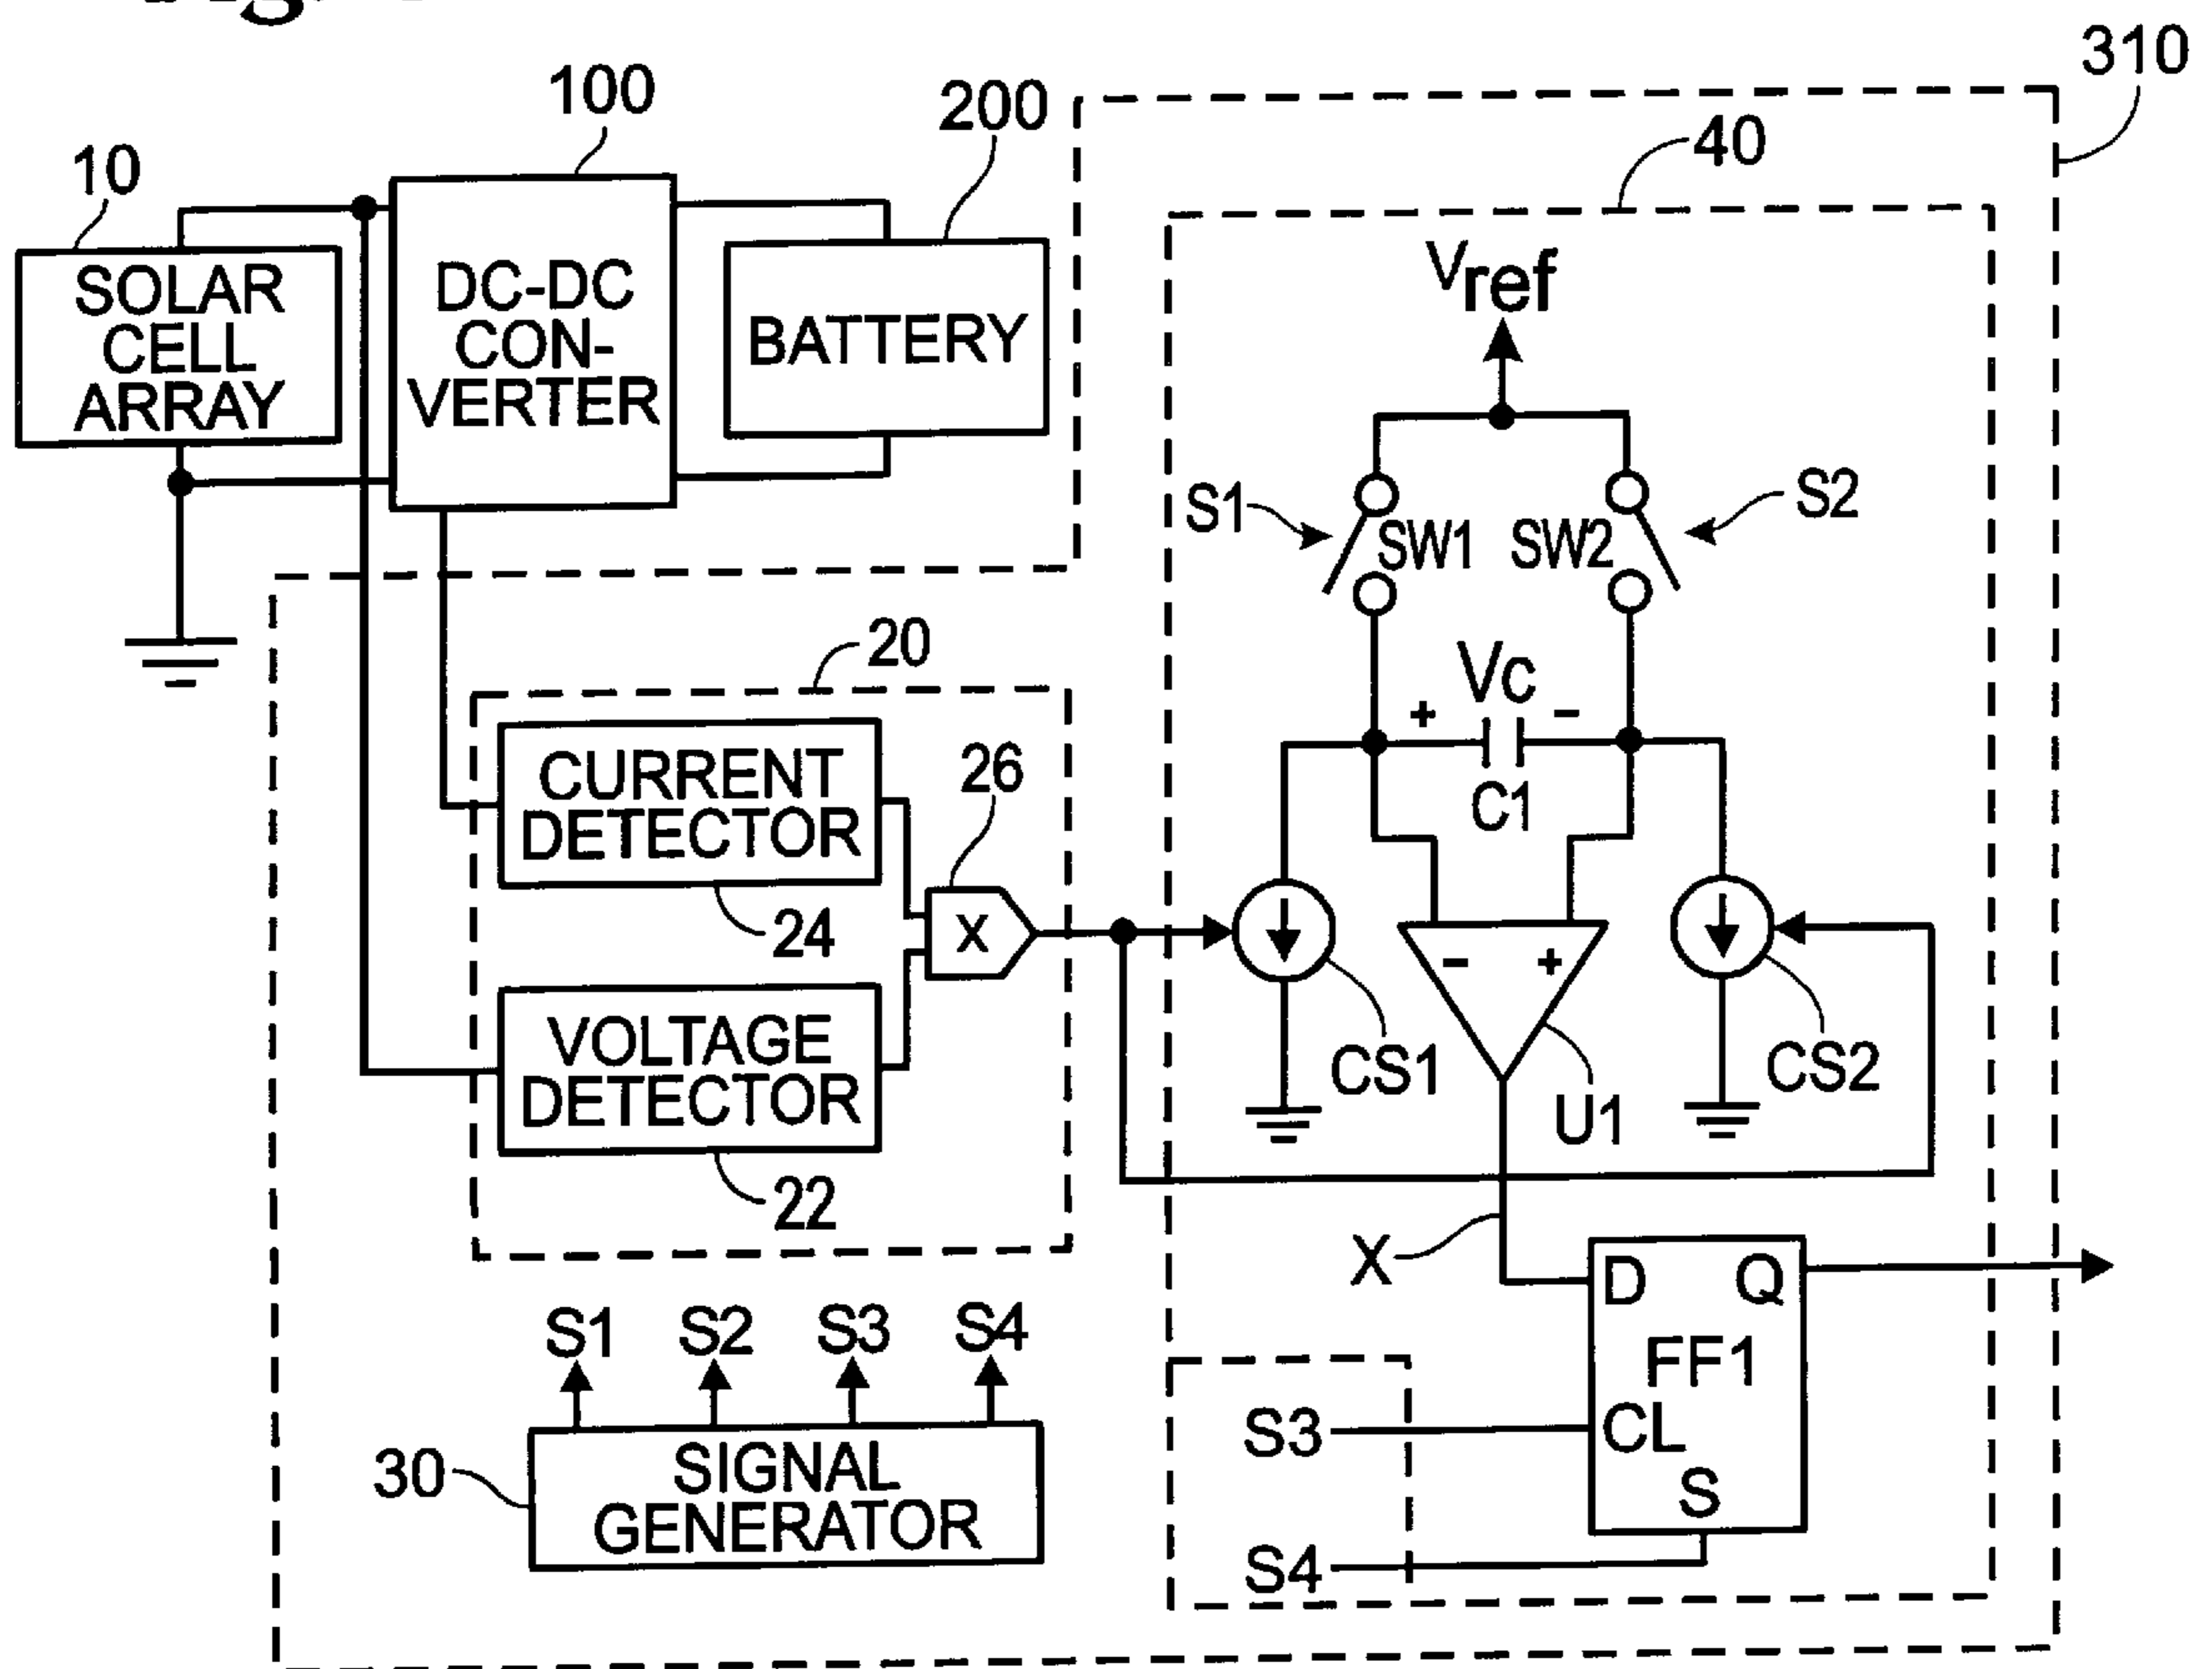 310
100
200
40
10
SOLAR
CELL
ARRAY
DC-DC
CON-
VERTER
BATTERY
Vref
S1
SW1
SW2
S2
20
+
Vc
-
C1
CURRENT
DETECTOR
26
24
X
-
+
VOLTAGE
DETECTOR
CS1
CS2
U1
22
X
D
Q
S1
S2
S3
S4
FF1
S3
CL
30
SIGNAL
GENERATOR
S
S4